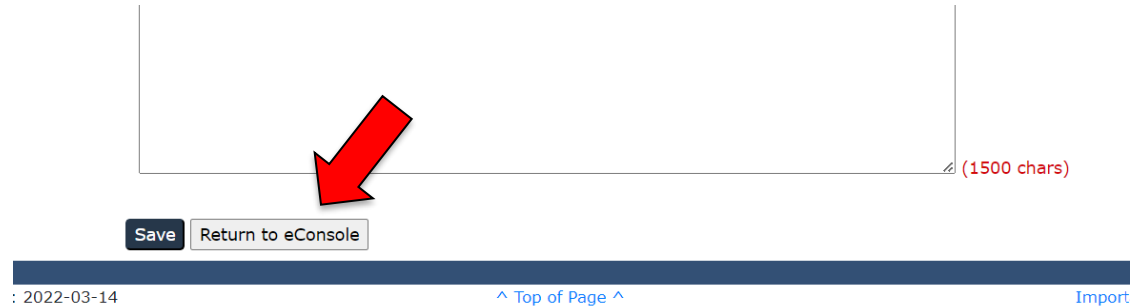 (1500 chars)
Save Return to eConsole
: 2022-03-14 ^ Top of Page ^ Import